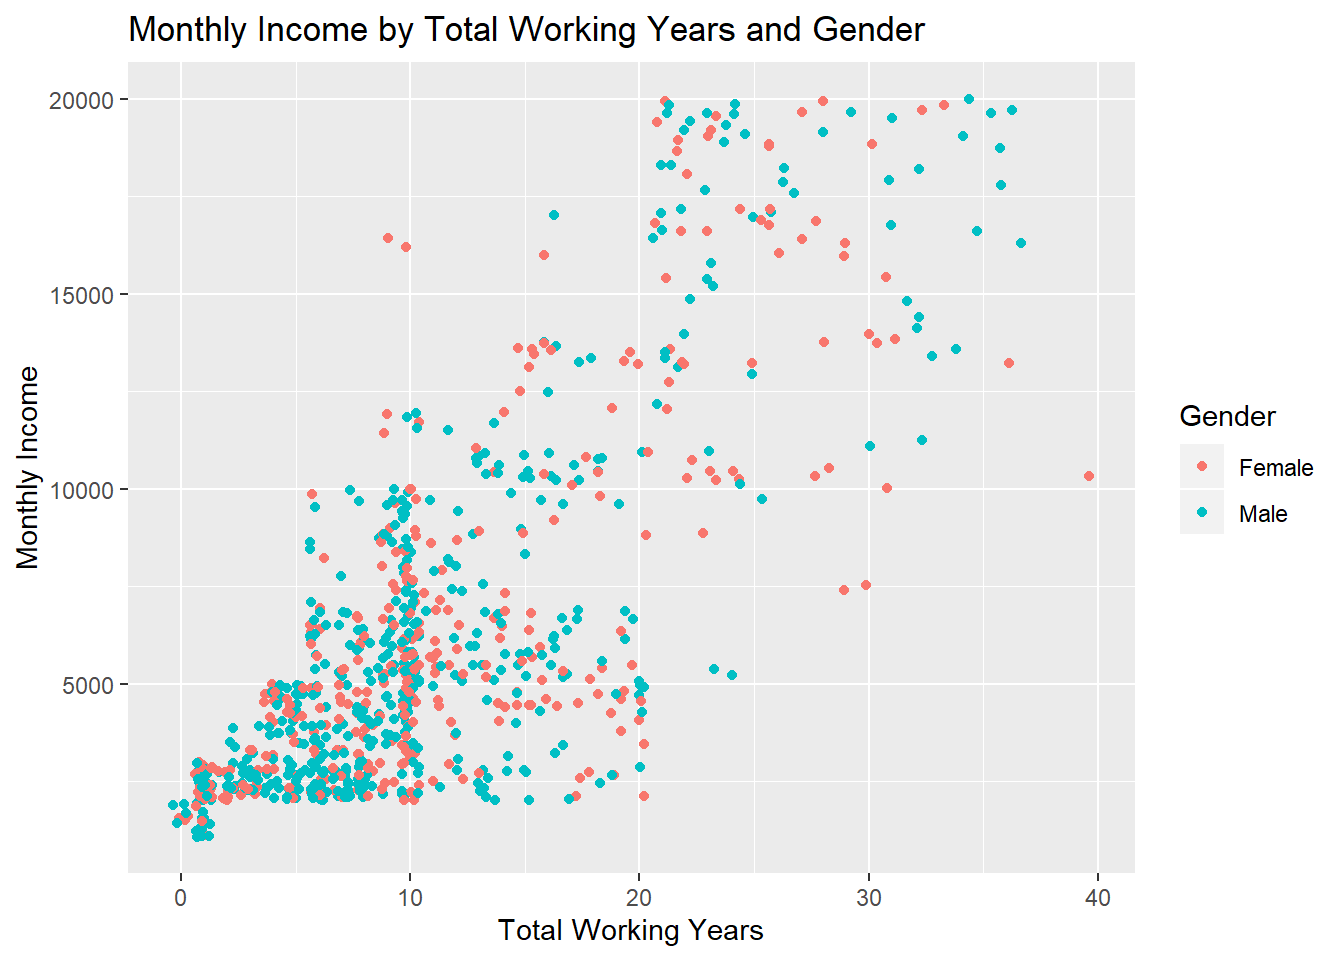 Monthly Income by Total Working Years and Gender
20000
15000
10000
5000
Monthly Income
0 10 20 30 40
Total Working Years
Gender
Female
Male